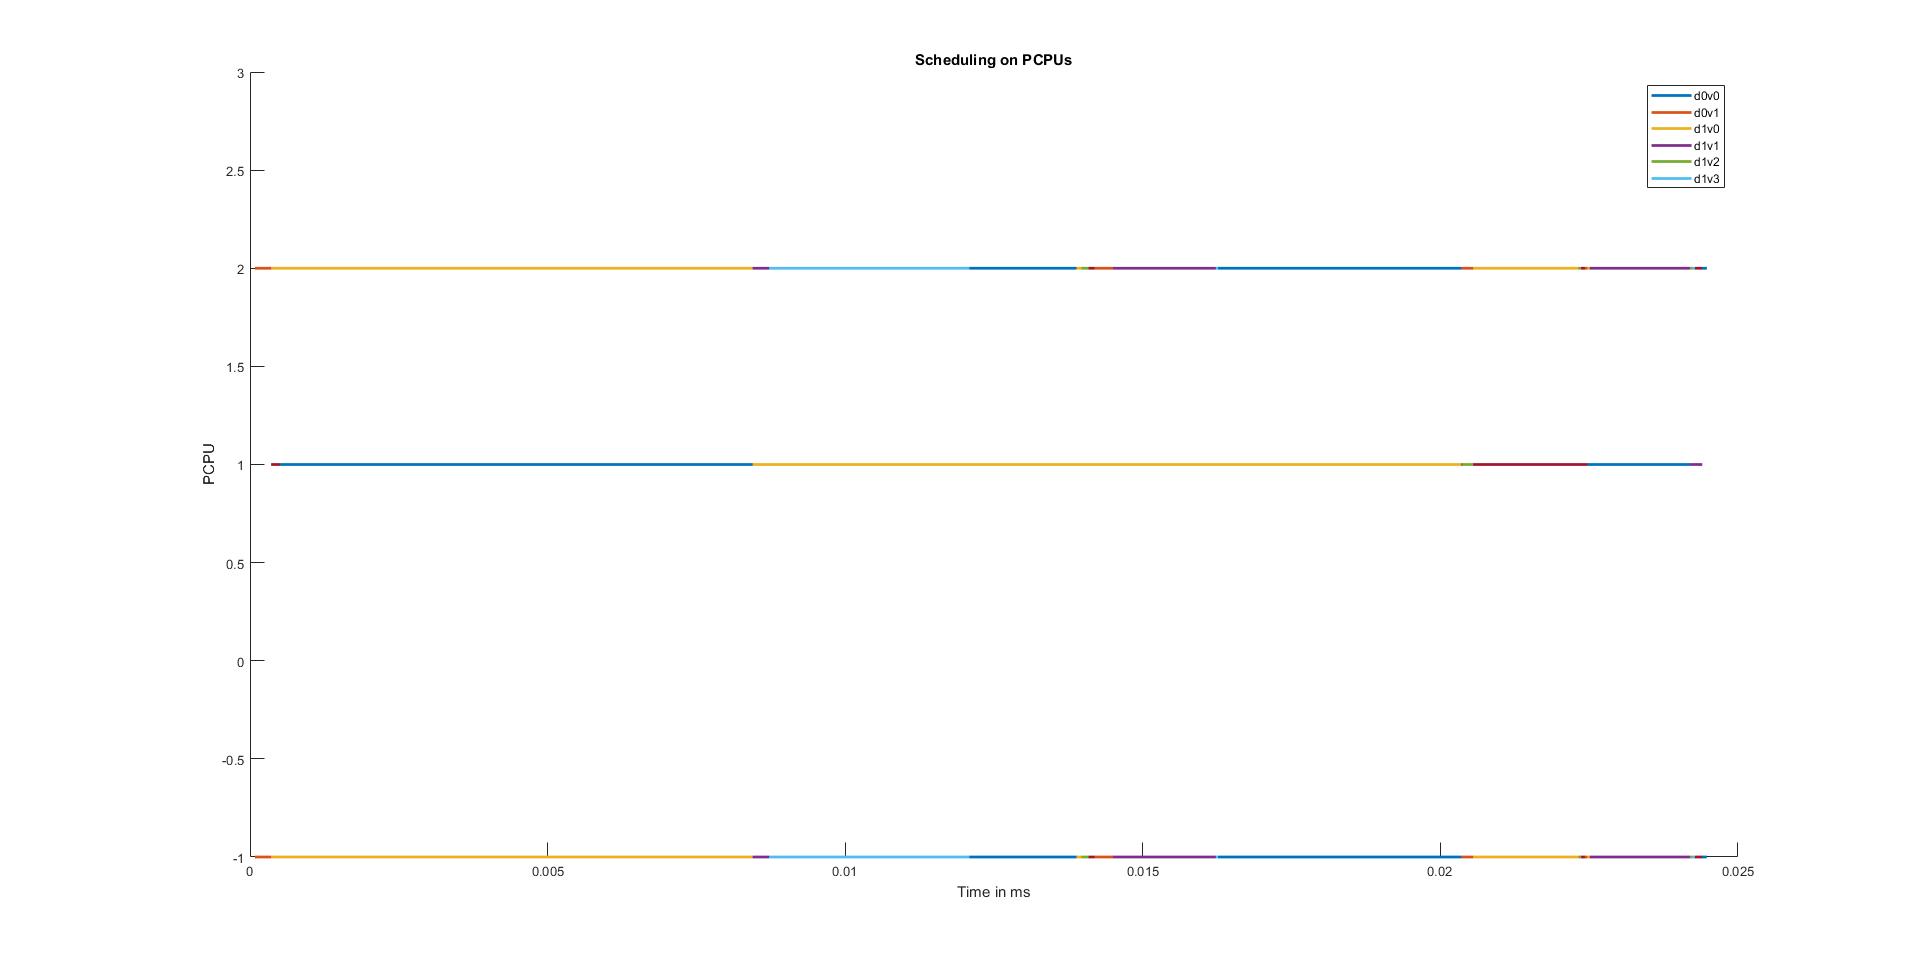 Scheduling on PCPUs
3
2.5
2
1.5
1
0.5
0
-0.5
-1
PCPU
d0v0
d0v1
d1v0
d1v1
d1v2
d1v3
0 0.005 0.01 0.015 0.02 0.025
Time in ms